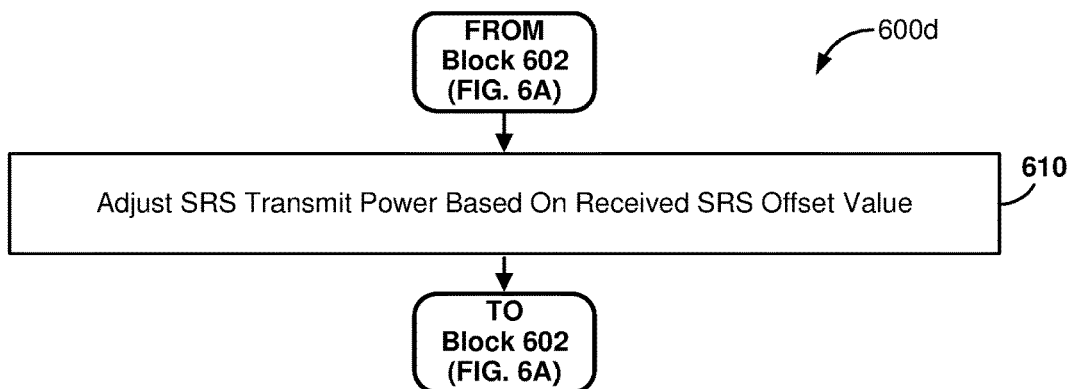 FROM
Block 602
(FIG. 6A)
600d
Adjust SRS Transmit Power Based On Received SRS Offset Value
610
TO
Block 602
(FIG. 6A)